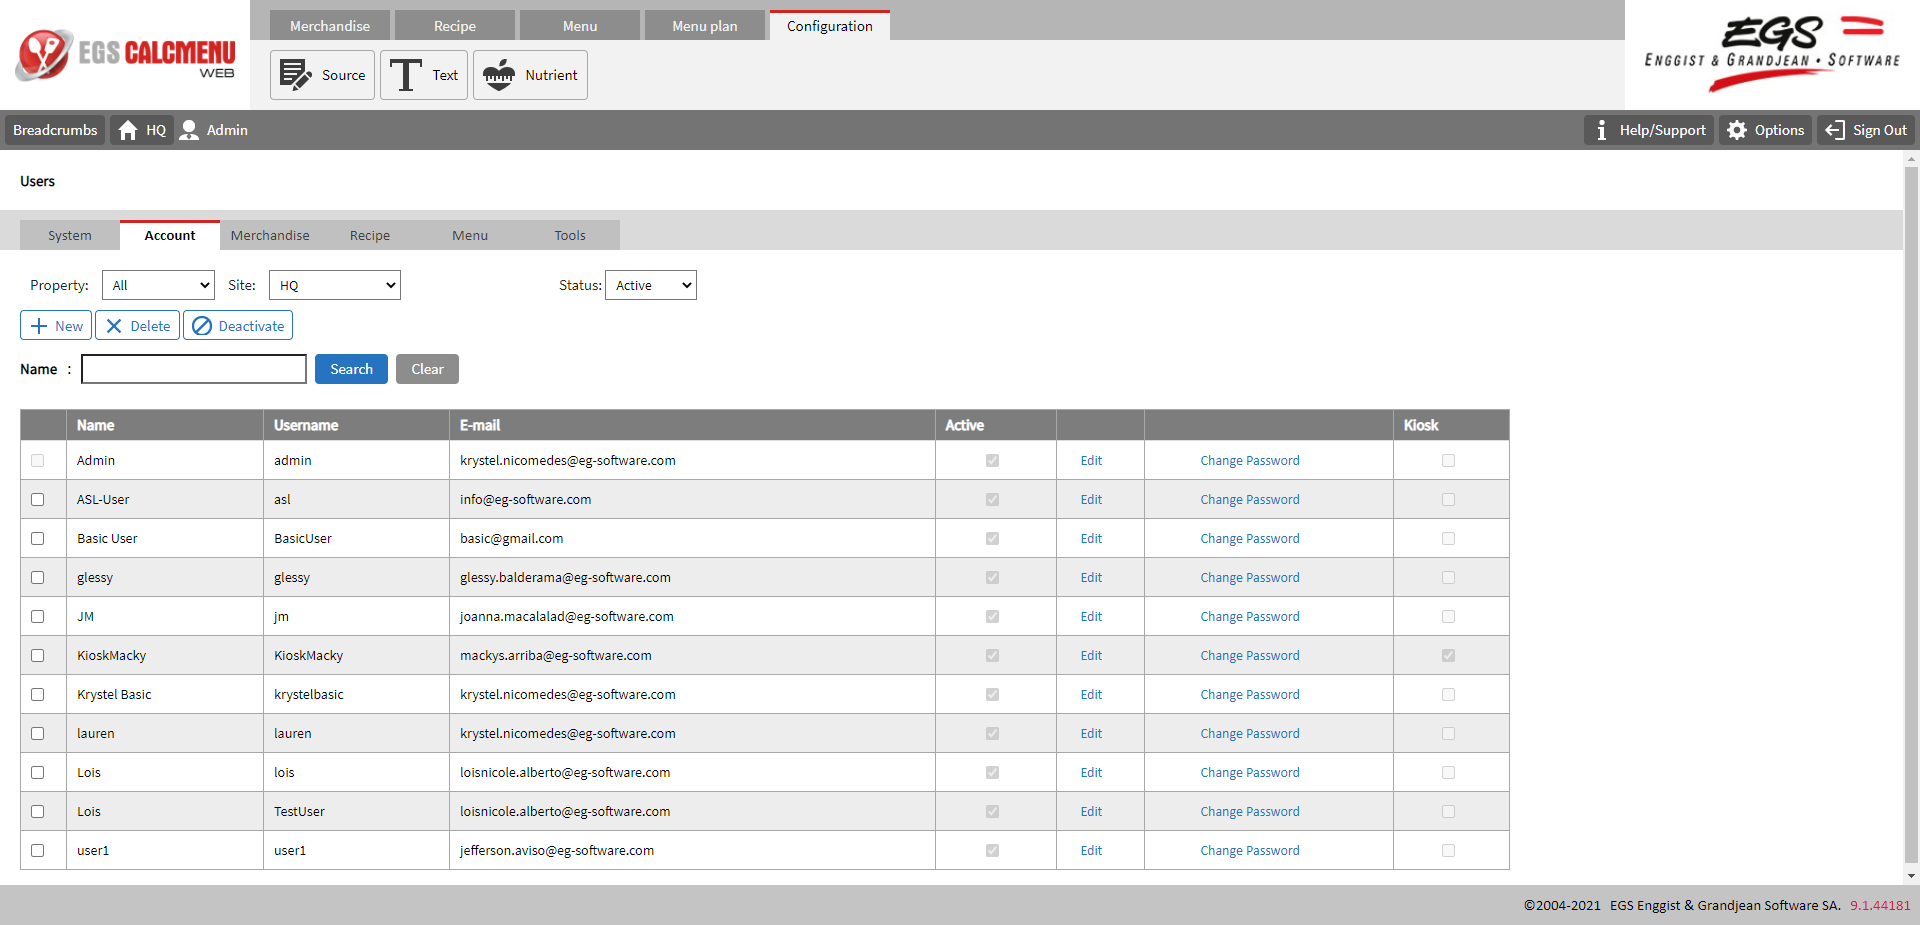 EGS CALCMENU
WEB
Merchandise Recipe Menu Menu plan Configuration
Source Text Nutrient
EGS
ENGGIST & GRANDJEAN • SOFTWARE
Breadcrumbs HQ Admin Help/Support Options Sign Out
Users
System Account Merchandise Recipe Menu Tools
Property: All Site: HQ Status: Active
New Delete Deactivate
Name : Search Clear
Name Username E-mail Active Kiosk
Admin admin krystel.nicomedes@eg-software.com Edit Change Password
ASL-User asl info@eg-software.com Edit Change Password
Basic User BasicUser basic@gmail.com Edit Change Password
glessy glessy glessy.balderama@eg-software.com Edit Change Password
JM jm joanna.macalalad@eg-software.com Edit Change Password
KioskMacky KioskMacky mackys.arriba@eg-software.com Edit Change Password
Krystel Basic krystelbasic krystel.nicomedes@eg-software.com Edit Change Password
lauren lauren krystel.nicomedes@eg-software.com Edit Change Password
Lois lois loisnicole.alberto@eg-software.com Edit Change Password
Lois TestUser loisnicole.alberto@eg-software.com Edit Change Password
user1 user1 jefferson.aviso@eg-software.com Edit Change Password
©2004-2021 EGS Enggist & Grandjean Software SA. 9.1.44181